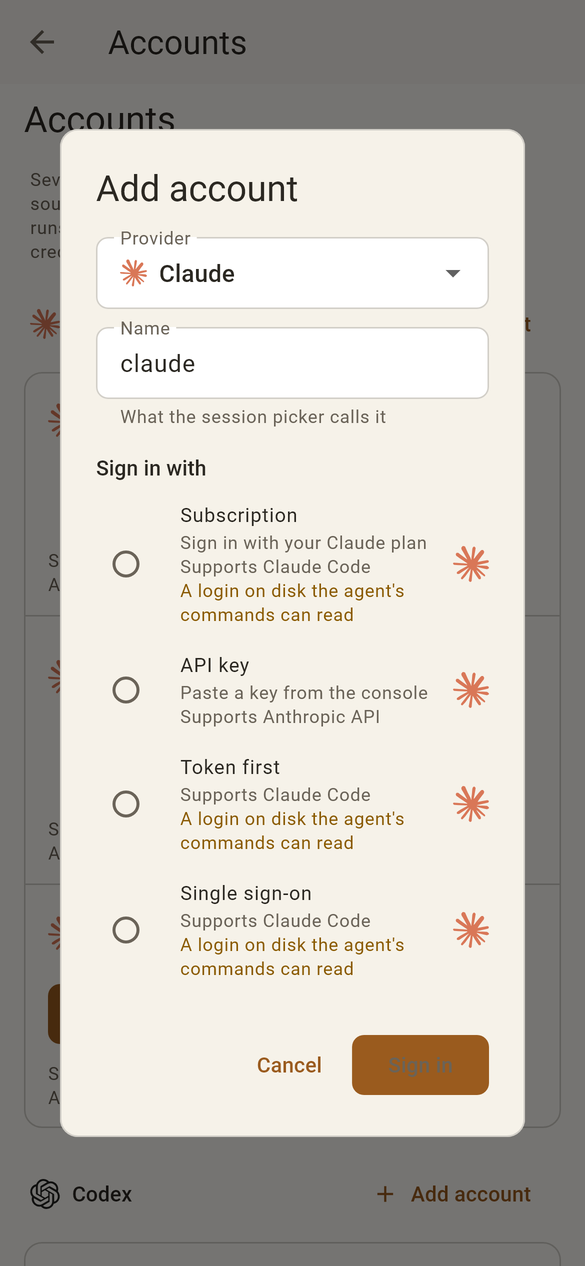 Accounts
Accounts
Add account
Provider
Claude
Name
claude
What the session picker calls it
Sign in with
Subscription
Sign in with your Claude plan
Supports Claude Code
A login on disk the agent's
commands can read
API key
Paste a key from the console
Supports Anthropic API
Token first
Supports Claude Code
A login on disk the agent's
commands can read
Single sign-on
Supports Claude Code
A login on disk the agent's
commands can read
Cancel
Sign in
Codex
+ Add account